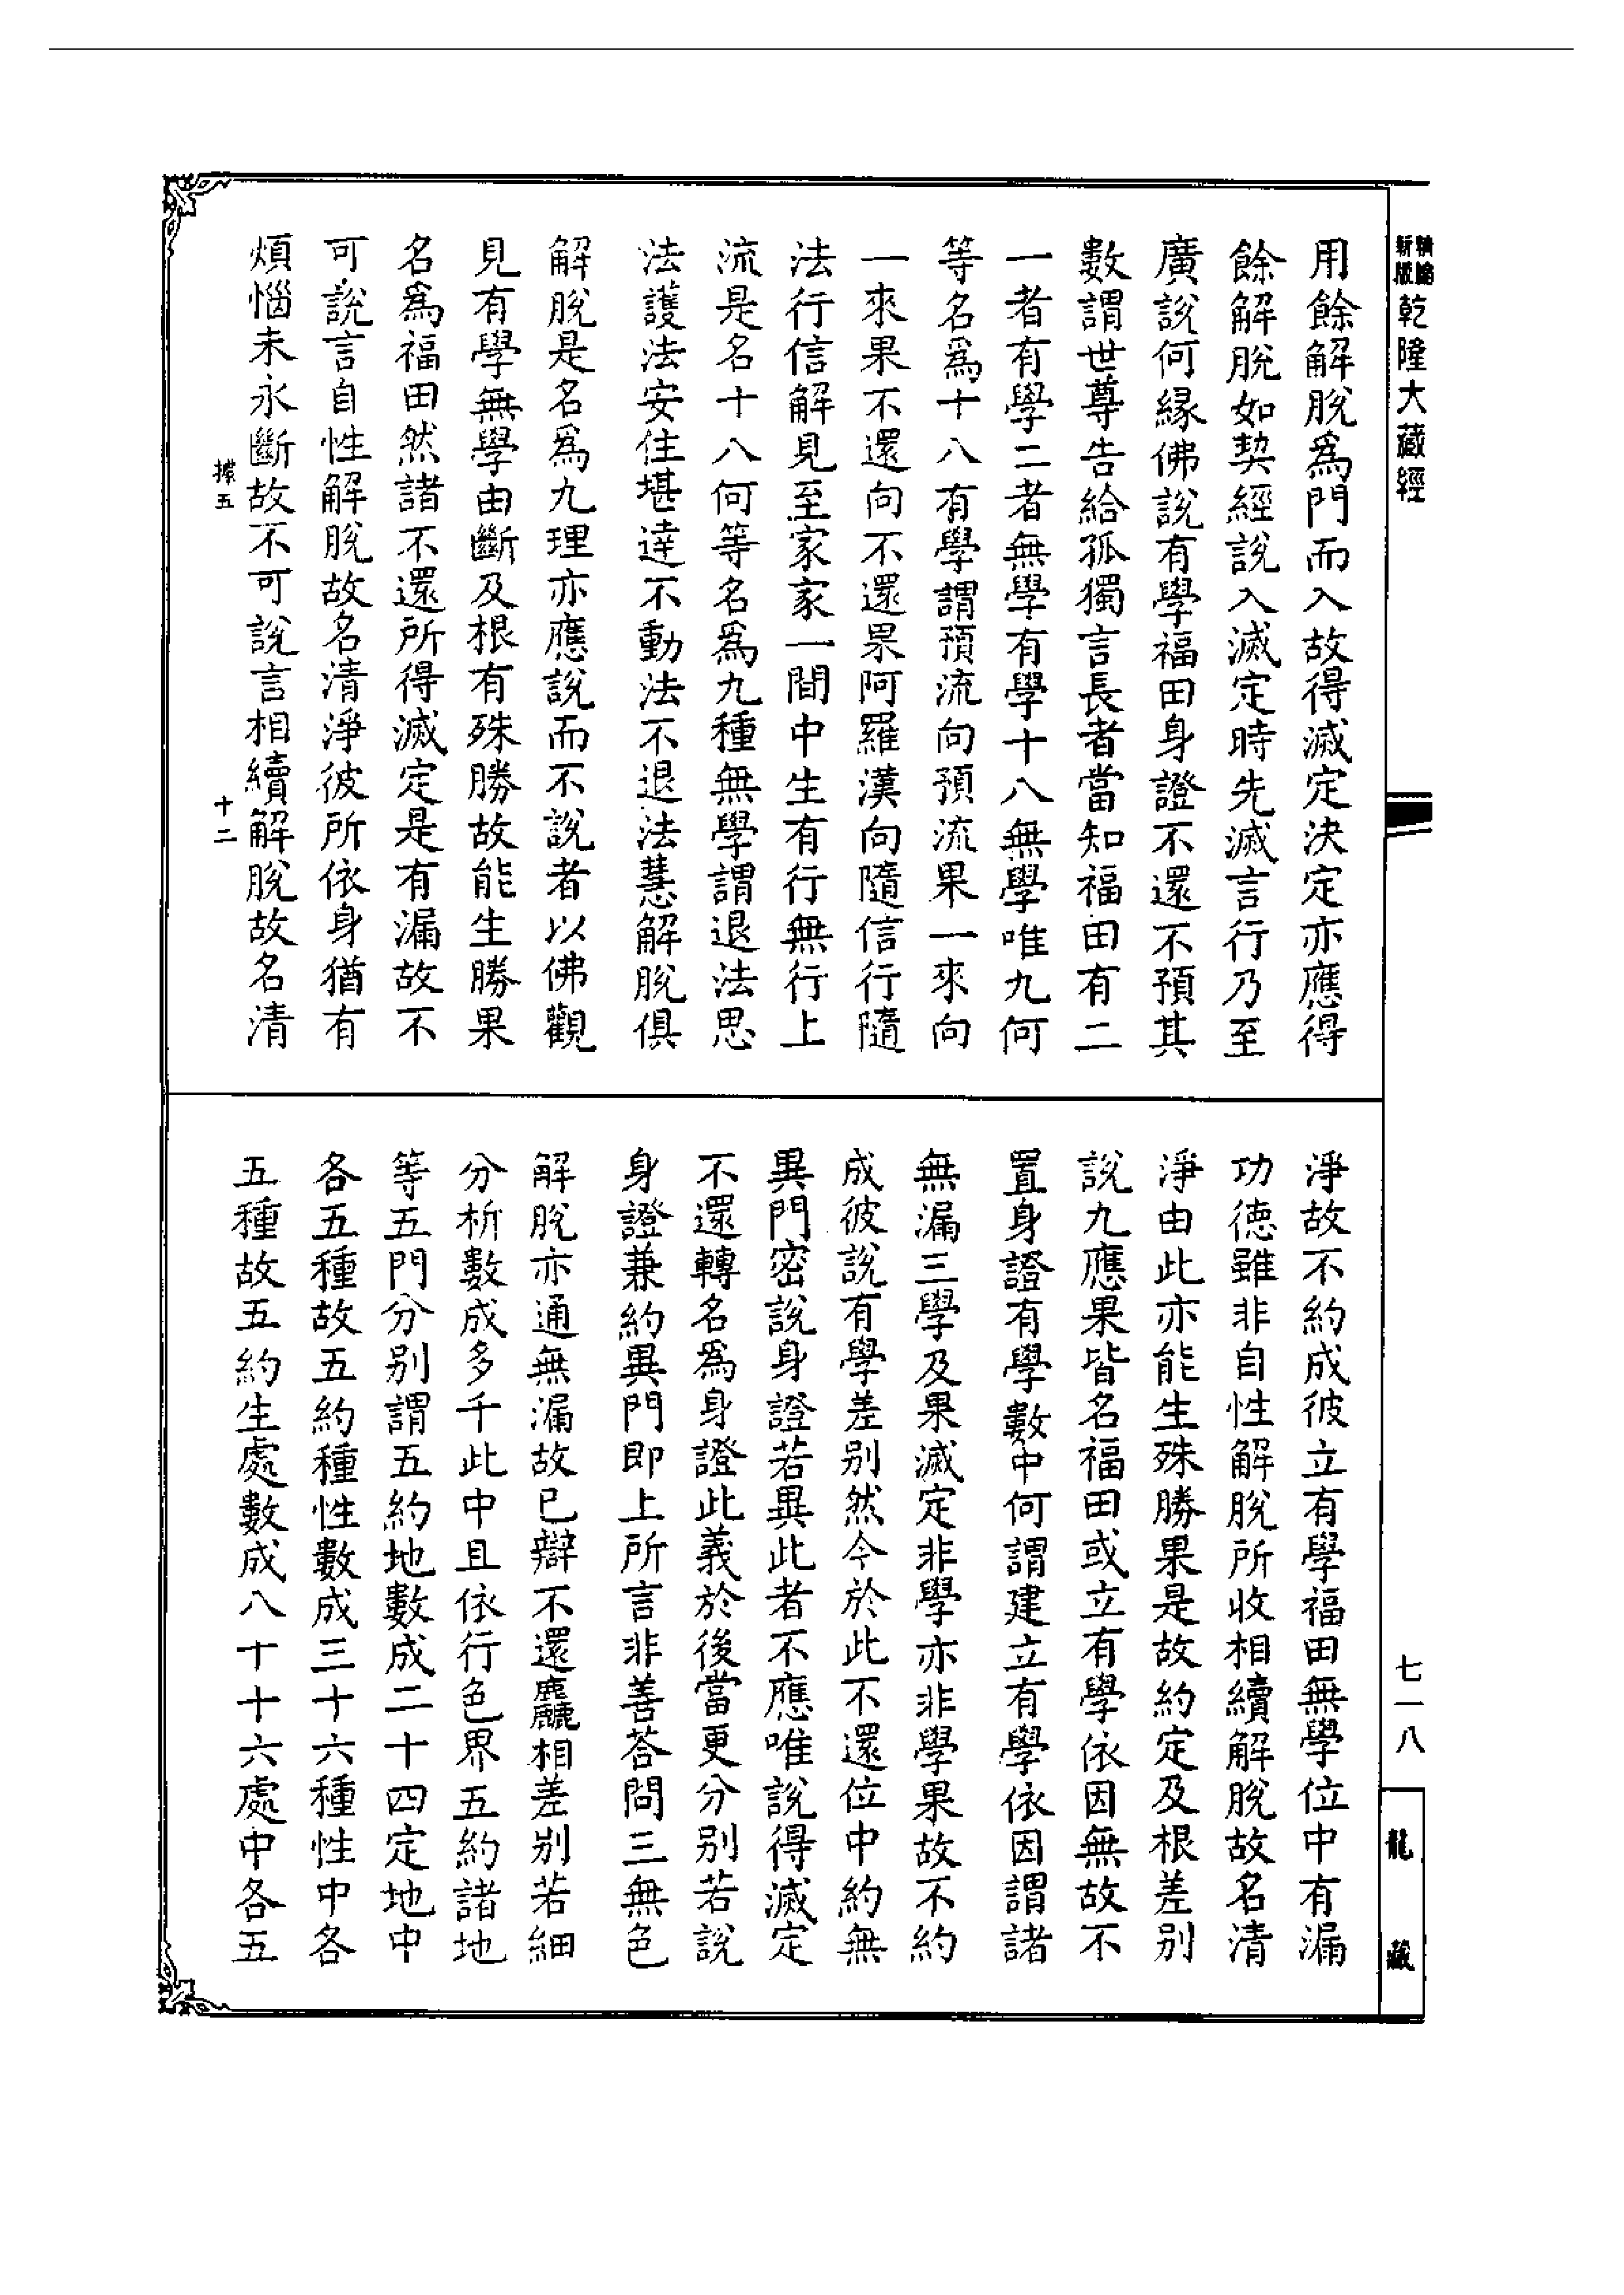 新版
精縮
乾隆大藏經
七一八
龍藏
用餘解脫爲門而入故得滅定決定亦應得
餘解脫如契經說入滅定時先滅言行乃至
廣說何緣佛說有學福田身證不還不預其
數謂世尊告給孤獨言長者當知福田有二
一者有學二者無學有學十八無學唯九何
等名爲十八有學謂預流向預流果一來向
一來果不還向不還果阿羅漢向隨信行隨
法行信解見至家家一間中生有行無行上
流是名十八何等名爲九種無學謂退法思
法護法安住堪達不動法不退法慧解脫俱
解脫是名爲九理亦應說而不說者以佛觀
見有學無學由斷及根有殊勝故能生勝果
名爲福田然諸不還所得滅定是有漏故不
可說言自性解脫故名清淨彼所依身猶有
煩惱未永斷故不可說言相續解脫故名清
據五 十二
淨故不約成彼立有學福田無學位中有漏
功德雖非自性解脫所收相續解脫故名清
淨由此亦能生殊勝果是故約定及根差別
說九應果皆名福田或立有學依因無故不
置身證有學數中何謂建立有學依因謂諸
無漏三學及果滅定非學亦非學果故不約
成彼說有學差別然今於此不還位中約無
異門密說身證若異此者不應唯說得滅定
不還轉名爲身證此義於後當更分別若說
身證兼約異門即上所言非善荅問三無色
解脫亦通無漏故已辯不還麤相差別若細
分析數成多千此中且依行色界五約諸地
等五門分別謂五約地數成二十四定地中
各五種故五約種性數成三十六種性中各
五種故五約生處數成八十十六處中各五